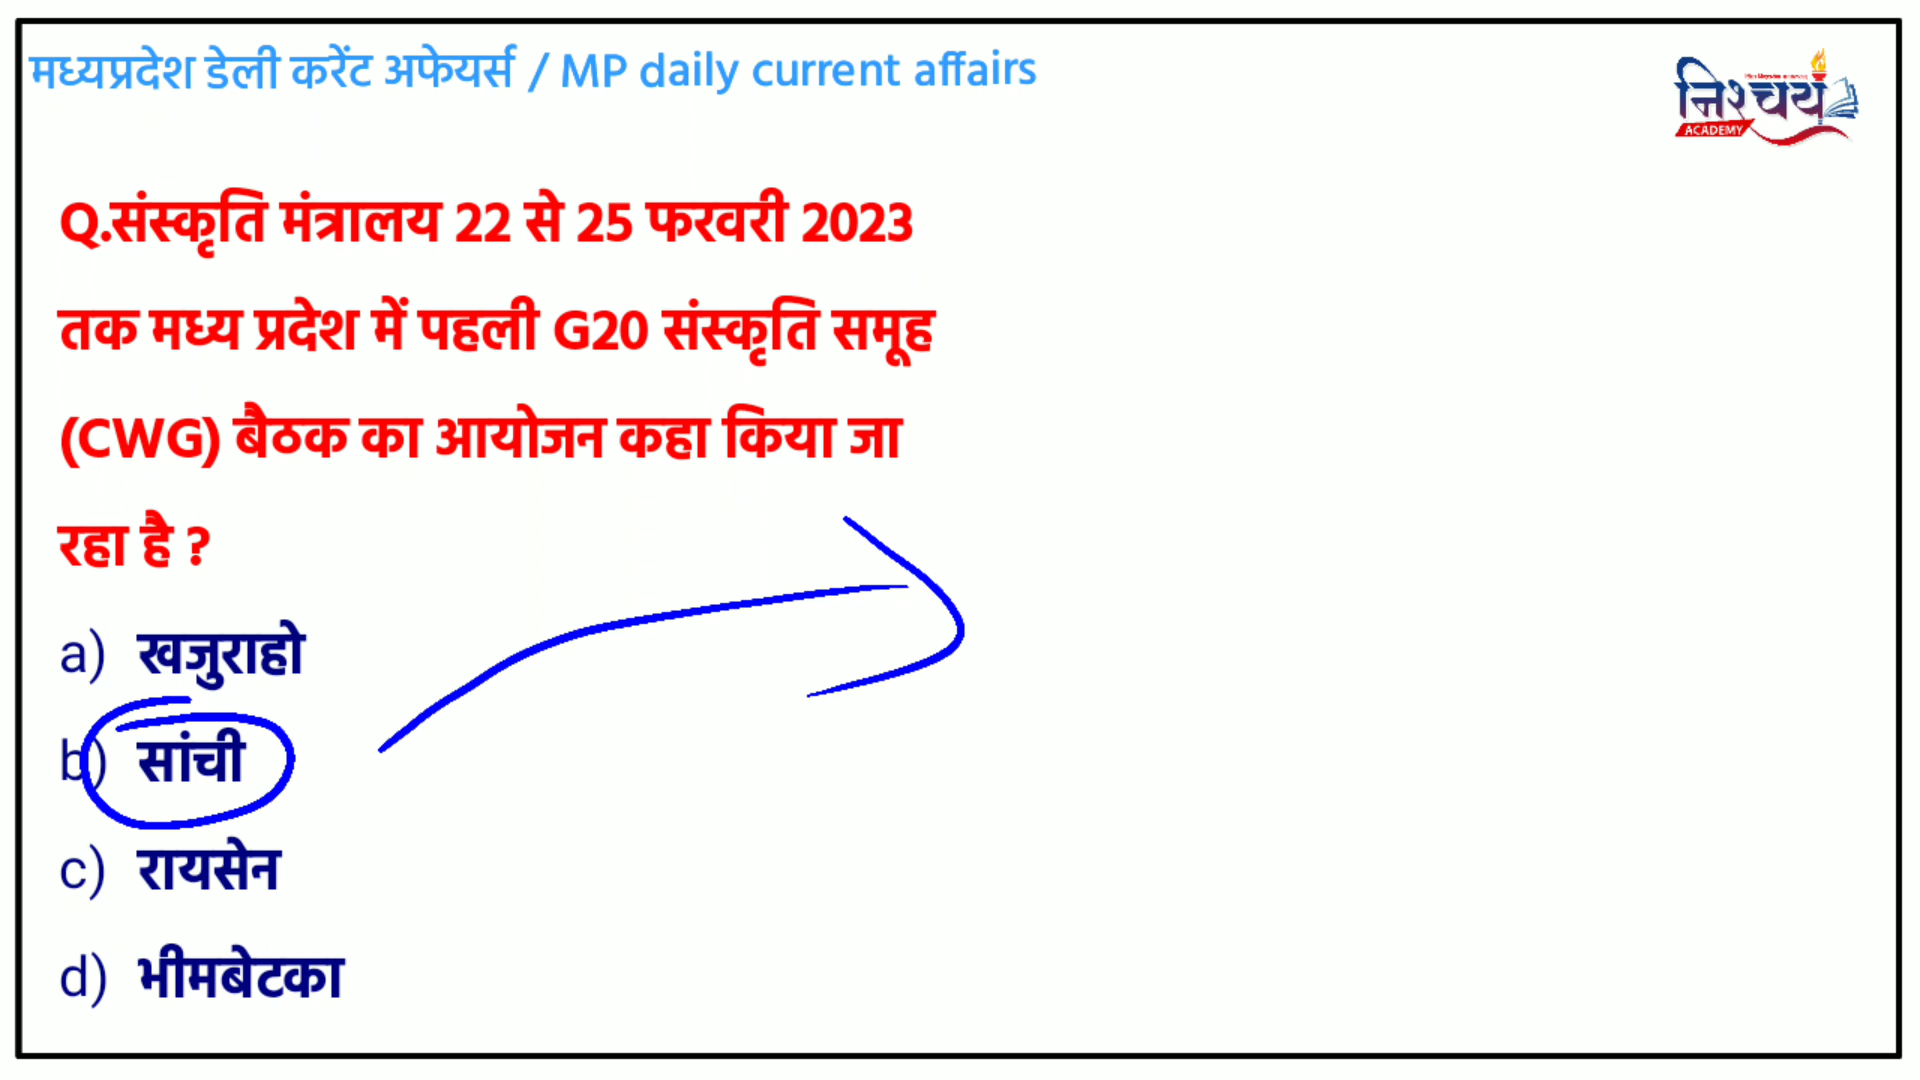 मध्यप्रदेश डेली करेंट अफेयर्स / MP daily current affairs
निश्चय
ACADEMY
Q.संस्कृति मंत्रालय 22 से 25 फरवरी 2023
तक मध्य प्रदेश में पहली G20 संस्कृति समूह
(CWG) बैठक का आयोजन कहा किया जा
रहा है ?
a) खजुराहो
b) सांची
c) रायसेन
d) भीमबेटका